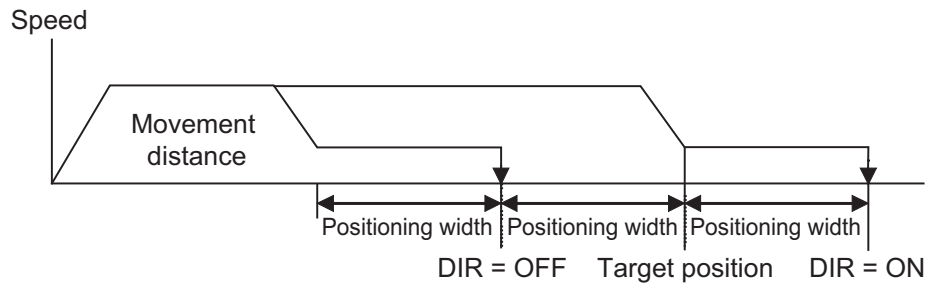 Speed
Movement
distance
Positioning width Positioning width Positioning width
DIR = OFF Target position DIR = ON